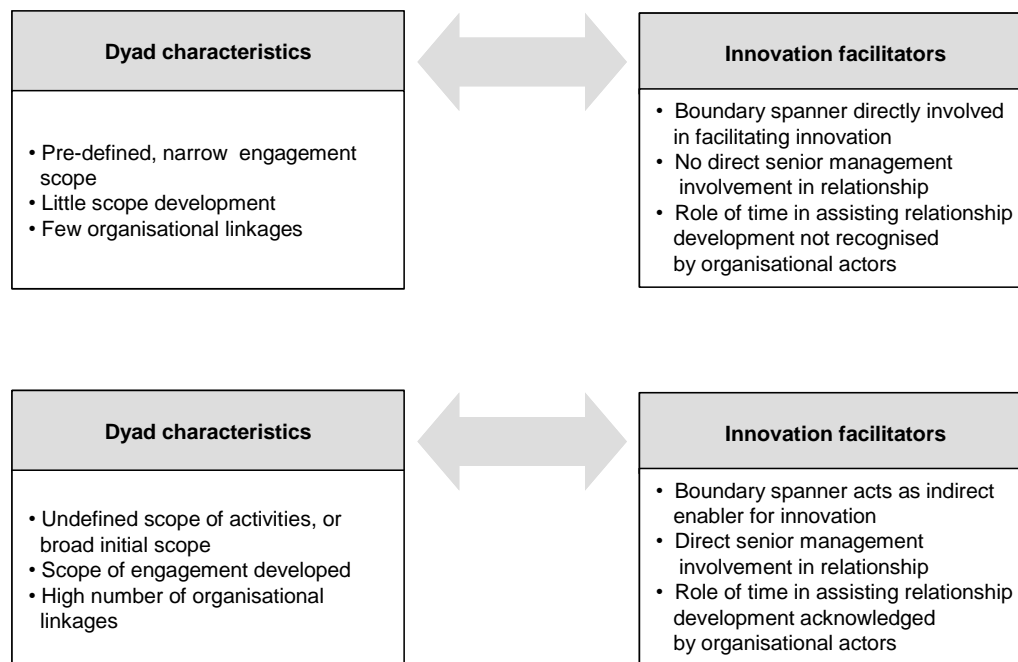 Dyad characteristics
• Pre-defined, narrow engagement
scope
• Little scope development
• Few organisational linkages
Innovation facilitators
• Boundary spanner directly involved
in facilitating innovation
• No direct senior management
involvement in relationship
• Role of time in assisting relationship
development not recognised
by organisational actors
Dyad characteristics
• Undefined scope of activities, or
broad initial scope
• Scope of engagement developed
• High number of organisational
linkages
Innovation facilitators
• Boundary spanner acts as indirect
enabler for innovation
• Direct senior management
involvement in relationship
• Role of time in assisting relationship
development acknowledged
by organisational actors